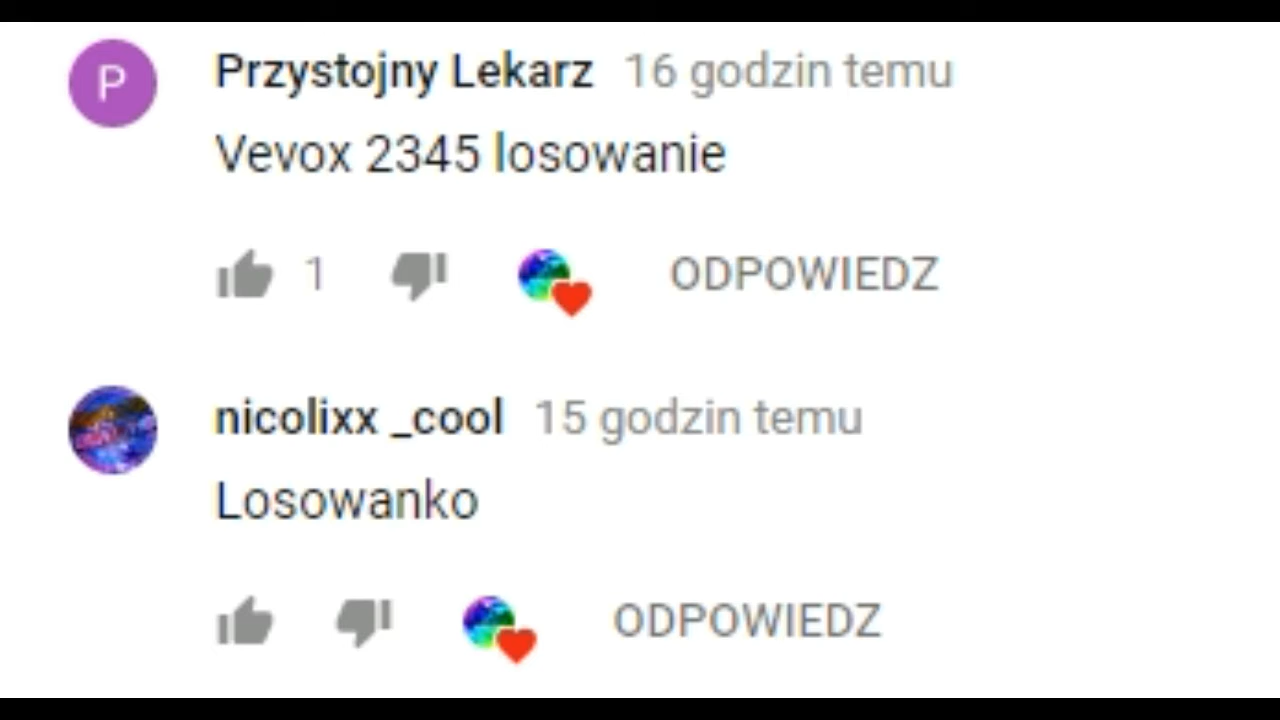 P
Przystojny Lekarz 16 godzin temu
Vevox 2345 losowanie
1 ODPOWIEDZ
nicolixx _cool 15 godzin temu
Losowanko
ODPOWIEDZ